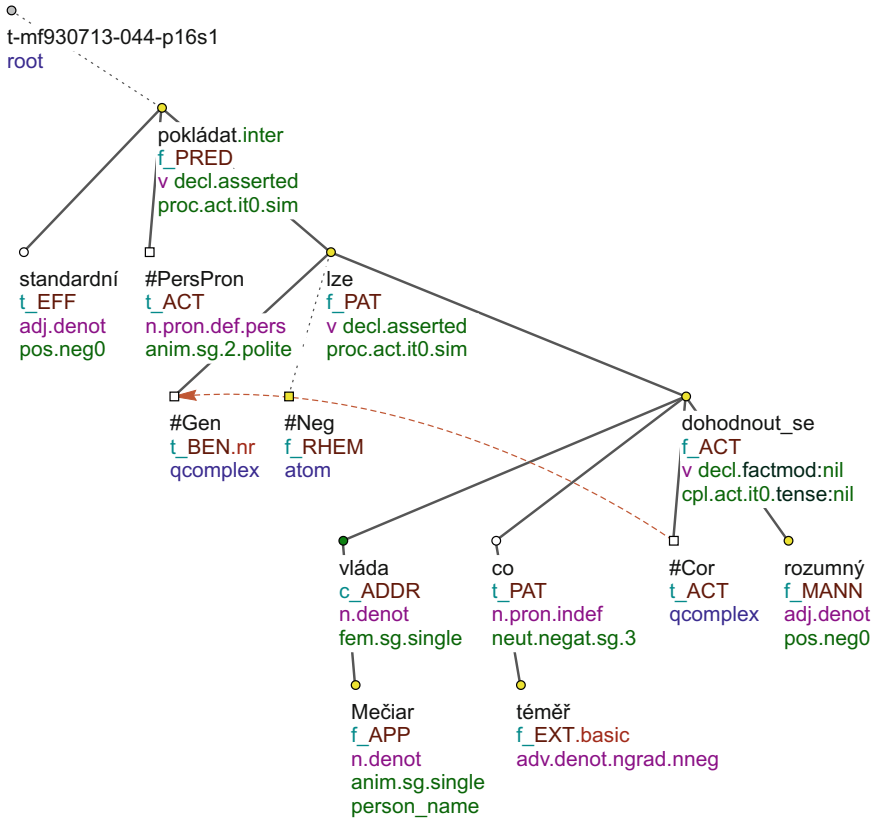 t-mf930713-044-p16s1
root
pokládat.inter
f_PRED
v decl.asserted
proc.act.it0.sim
standardní
t_EFF
adj.denot
pos.neg0
#PersPron
t_ACT
n.pron.def.pers
anim.sg.2.polite
lze
f_PAT
v decl.asserted
proc.act.it0.sim
#Gen
t_BEN.nr
qcomplex
#Neg
f_RHEM
atom
dohodnout_se
f_ACT
v decl.factmod:nil
cpl.act.it0.tense:nil
vláda
c_ADDR
n.denot
fem.sg.single
co
t_PAT
n.pron.indef
neut.negat.sg.3
#Cor
t_ACT
qcomplex
rozumný
f_MANN
adj.denot
pos.neg0
Mečiar
f_APP
n.denot
anim.sg.single
person_name
téměř
f_EXT.basic
adv.denot.ngrad.nneg